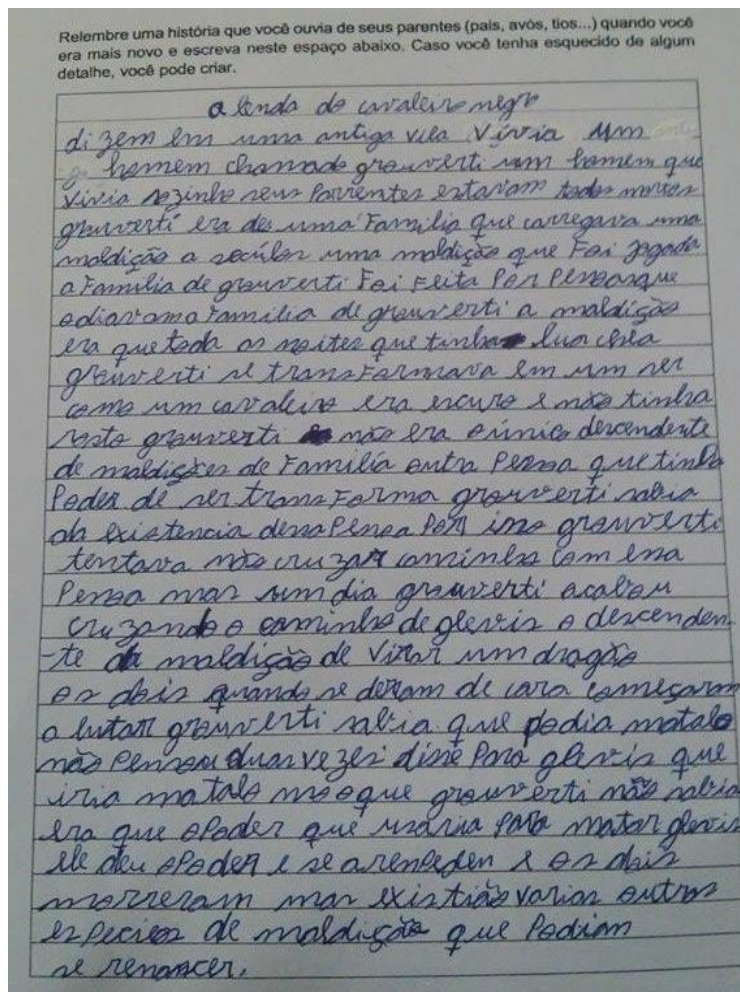 Relembre uma história que você ouvia de seus parentes (pais, avós, tios...) quando você
era mais novo e escreva neste espaço abaixo. Caso você tenha esquecido de algum
detalhe, você pode criar.
a lenda do cavaleiro negro
dizem em uma antiga vila vivia um
homem chamado grauverti um homem que
vivia sozinho seus parrentes estavam todos mortos
grauverti era de uma Familia que carregava uma
maldição a seculos uma maldição que Foi jogada
a Familia de grauverti Foi Feita Por Pessoas que
odiavam a Familia de grauverti a maldição
era que toda as noites que tinha lua cheia
grauverti se transFormava em um ser
como um cavaleiro era escuro e não tinha
rosto grauverti não era o único descendente
de maldições de Familia outra Pessoa que tinha
Poder de ser transForma grauverti sabia
da existencia dessa Pessoa Por isso grauverti
tentava não cruzar caminhos com essa
Pessoa mas um dia grauverti acabou
cruzando o caminho de glevis o descenden
-te da maldição de virar um dragão
os dois quando se deram de cara começaram
a lutar grauverti sabia que podia matalo
não Pensou duas vezes disse Para glevis que
iria matalo mas o que grauverti não sabia
era que o Poder que usaria para matar glevis
ele deu o Poder e se arrependeu e os dois
morreram mas existião varias outras
especies de maldição que Podiam
se renascer.